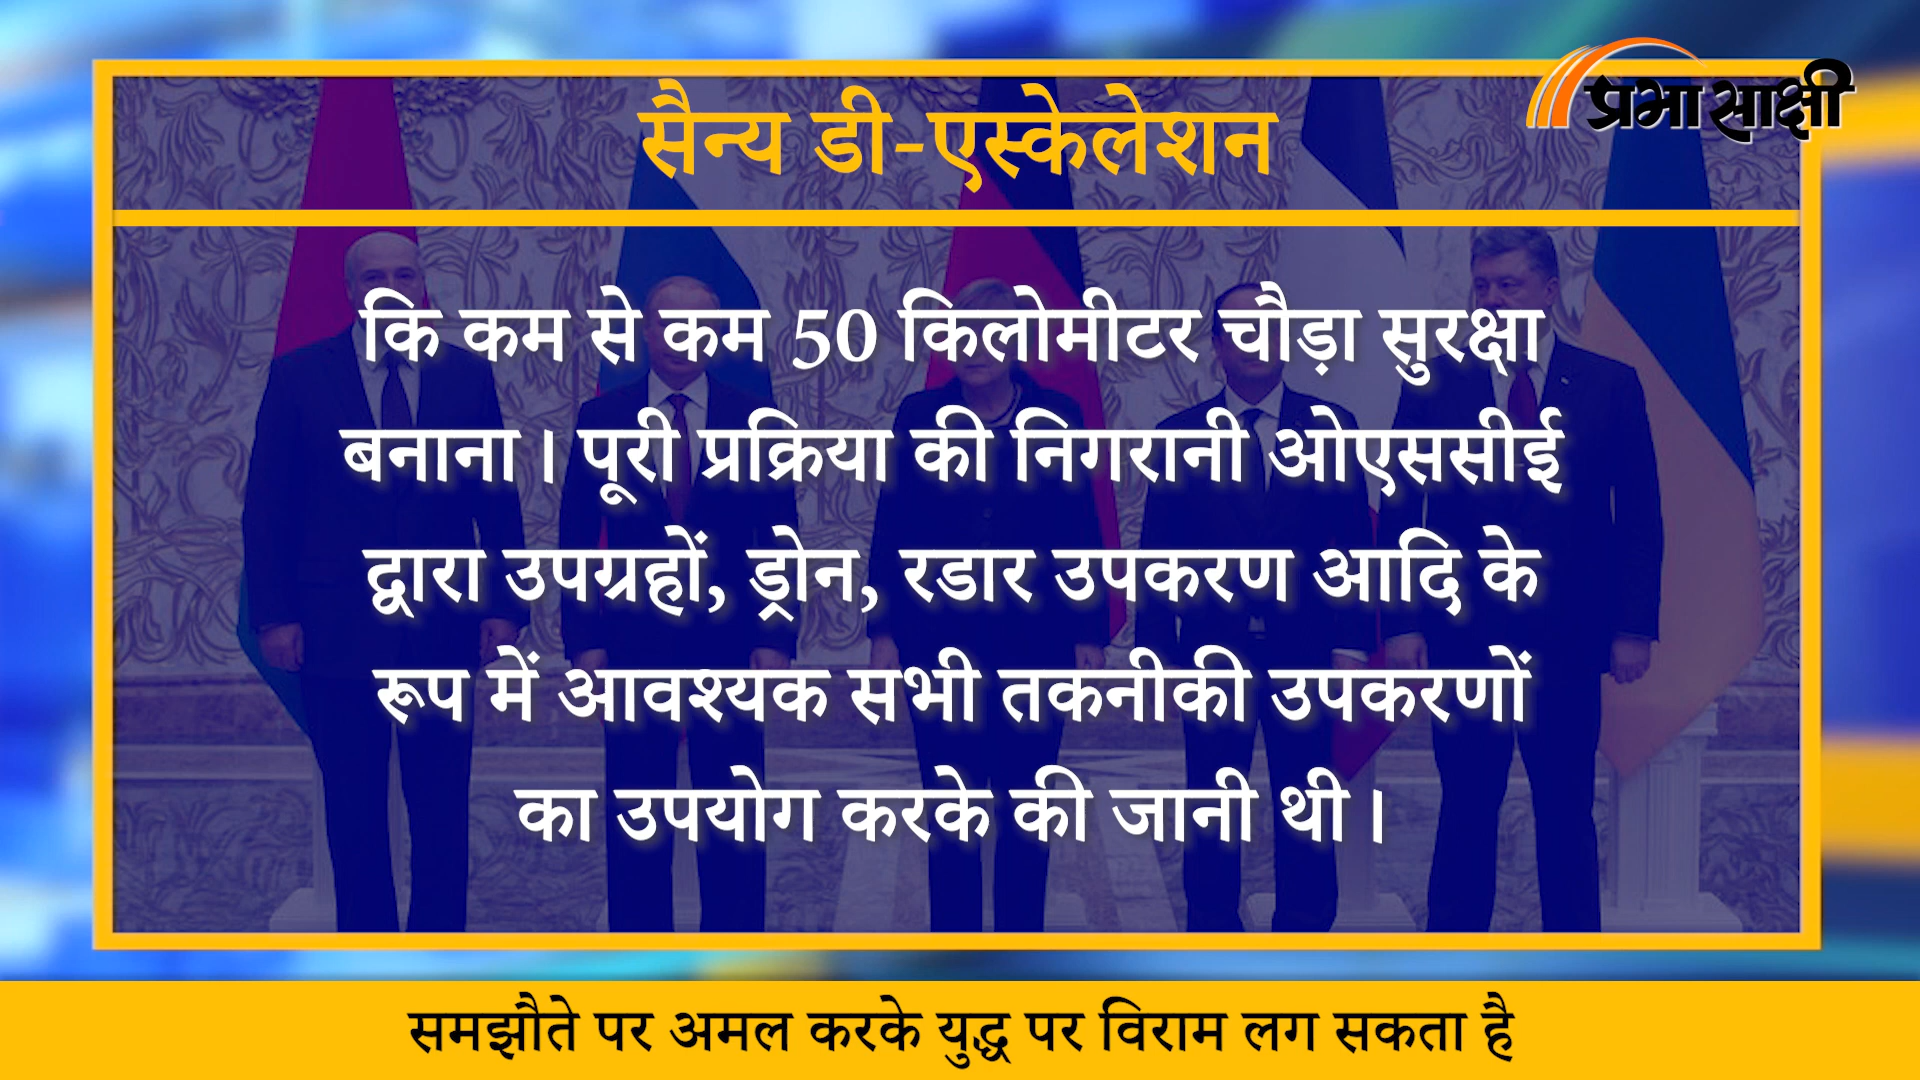 प्रभा साक्षी
सैन्य डी-एस्केलेशन
कि कम से कम 50 किलोमीटर चौड़ा सुरक्षा
बनाना। पूरी प्रक्रिया की निगरानी ओएससीई
द्वारा उपग्रहों, ड्रोन, रडार उपकरण आदि के
रूप में आवश्यक सभी तकनीकी उपकरणों
का उपयोग करके की जानी थी।
समझौते पर अमल करके युद्ध पर विराम लग सकता है